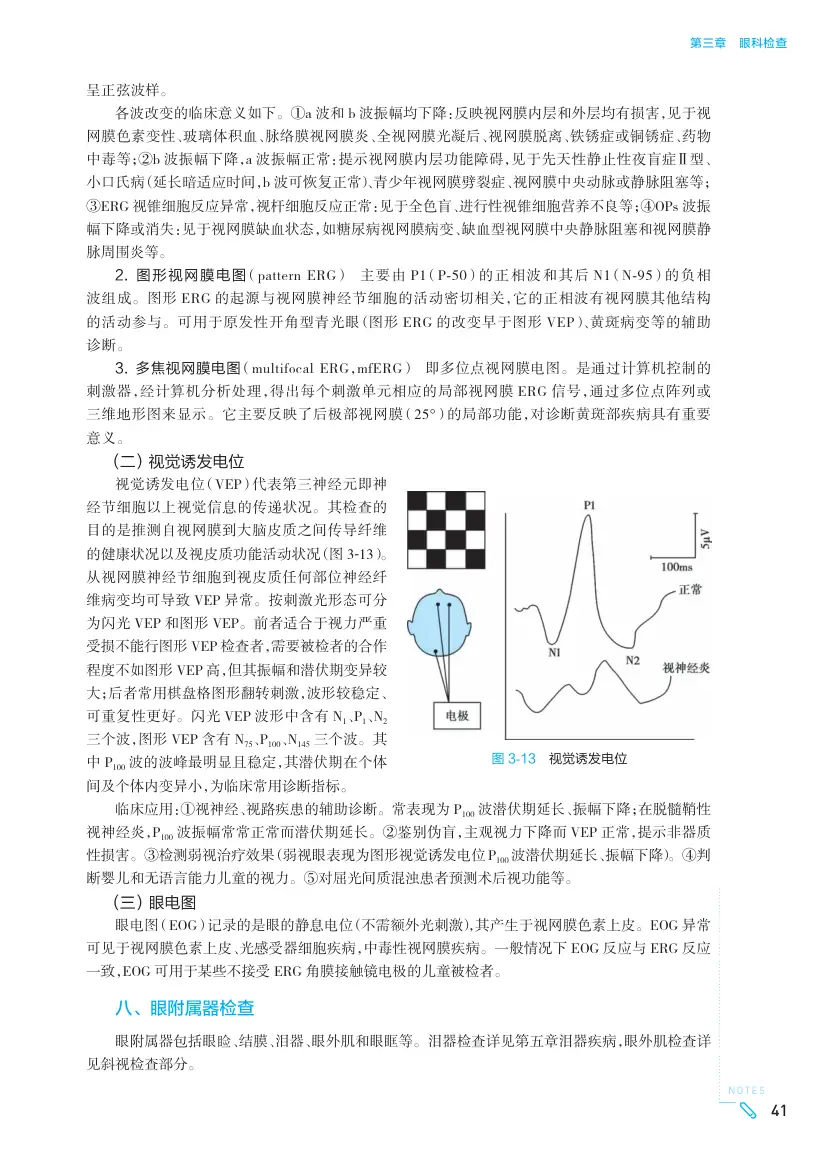 第三章　眼科检查
呈正弦波样。
各波改变的临床意义如下。①a 波和 b 波振幅均下降:反映视网膜内层和外层均有损害,见于视
网膜色素变性、玻璃体积血、脉络膜视网膜炎、全视网膜光凝后、视网膜脱离、铁锈症或铜锈症、药物
中毒等;②b 波振幅下降,a 波振幅正常:提示视网膜内层功能障碍,见于先天性静止性夜盲症Ⅱ型、
小口氏病(延长暗适应时间,b 波可恢复正常)、青少年视网膜劈裂症、视网膜中央动脉或静脉阻塞等;
③ERG 视锥细胞反应异常,视杆细胞反应正常:见于全色盲、进行性视锥细胞营养不良等;④OPs 波振
幅下降或消失:见于视网膜缺血状态,如糖尿病视网膜病变、缺血型视网膜中央静脉阻塞和视网膜静
脉周围炎等。
2. 图形视网膜电图(pattern ERG)　主要由 P1(P-50)的正相波和其后 N1(N-95)的负相
波组成。图形 ERG 的起源与视网膜神经节细胞的活动密切相关,它的正相波有视网膜其他结构
的活动参与。可用于原发性开角型青光眼(图形 ERG 的改变早于图形 VEP)、黄斑病变等的辅助
诊断。
3. 多焦视网膜电图(multifocal ERG,mfERG)　即多位点视网膜电图。是通过计算机控制的
刺激器,经计算机分析处理,得出每个刺激单元相应的局部视网膜 ERG 信号,通过多位点阵列或
三维地形图来显示。它主要反映了后极部视网膜(25°)的局部功能,对诊断黄斑部疾病具有重要
意义。
(二)视觉诱发电位
视觉诱发电位(VEP)代表第三神经元即神
经节细胞以上视觉信息的传递状况。其检查的
目的是推测自视网膜到大脑皮质之间传导纤维
的健康状况以及视皮质功能活动状况(图 3-13)。
从视网膜神经节细胞到视皮质任何部位神经纤
维病变均可导致 VEP 异常。按刺激光形态可分
为闪光 VEP 和图形 VEP。前者适合于视力严重
受损不能行图形 VEP 检查者,需要被检者的合作
程度不如图形 VEP 高,但其振幅和潜伏期变异较
大;后者常用棋盘格图形翻转刺激,波形较稳定、
可重复性更好。闪光 VEP 波形中含有 N₁、P₁、N₂
三个波,图形 VEP 含有 N₇₅、P₁₀₀、N₁₄₅ 三个波。其
中 P₁₀₀ 波的波峰最明显且稳定,其潜伏期在个体
间及个体内变异小,为临床常用诊断指标。
P1
5μV
100ms
正常
N1
N2
视神经炎
电极
图 3-13　视觉诱发电位
临床应用:①视神经、视路疾患的辅助诊断。常表现为 P₁₀₀ 波潜伏期延长、振幅下降;在脱髓鞘性
视神经炎,P₁₀₀ 波振幅常常正常而潜伏期延长。②鉴别伪盲,主观视力下降而 VEP 正常,提示非器质
性损害。③检测弱视治疗效果(弱视眼表现为图形视觉诱发电位 P₁₀₀ 波潜伏期延长、振幅下降)。④判
断婴儿和无语言能力儿童的视力。⑤对屈光间质混浊患者预测术后视功能等。
(三)眼电图
眼电图(EOG)记录的是眼的静息电位(不需额外光刺激),其产生于视网膜色素上皮。EOG 异常
可见于视网膜色素上皮、光感受器细胞疾病,中毒性视网膜疾病。一般情况下 EOG 反应与 ERG 反应
一致,EOG 可用于某些不接受 ERG 角膜接触镜电极的儿童被检者。
八、眼附属器检查
眼附属器包括眼睑、结膜、泪器、眼外肌和眼眶等。泪器检查详见第五章泪器疾病,眼外肌检查详
见斜视检查部分。
NOTES
41